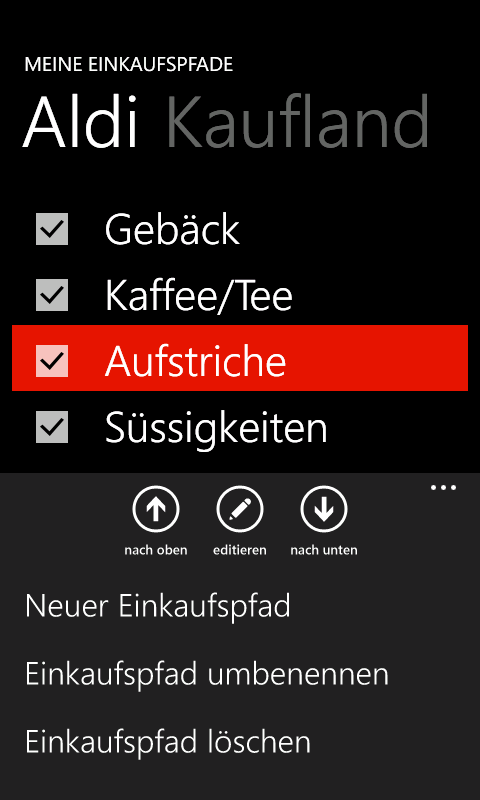 MEINE EINKAUFSPFADE
Aldi Kaufland
Gebäck
Kaffee/Tee
Aufstriche
Süssigkeiten
nach oben editieren nach unten
Neuer Einkaufspfad
Einkaufspfad umbenennen
Einkaufspfad löschen